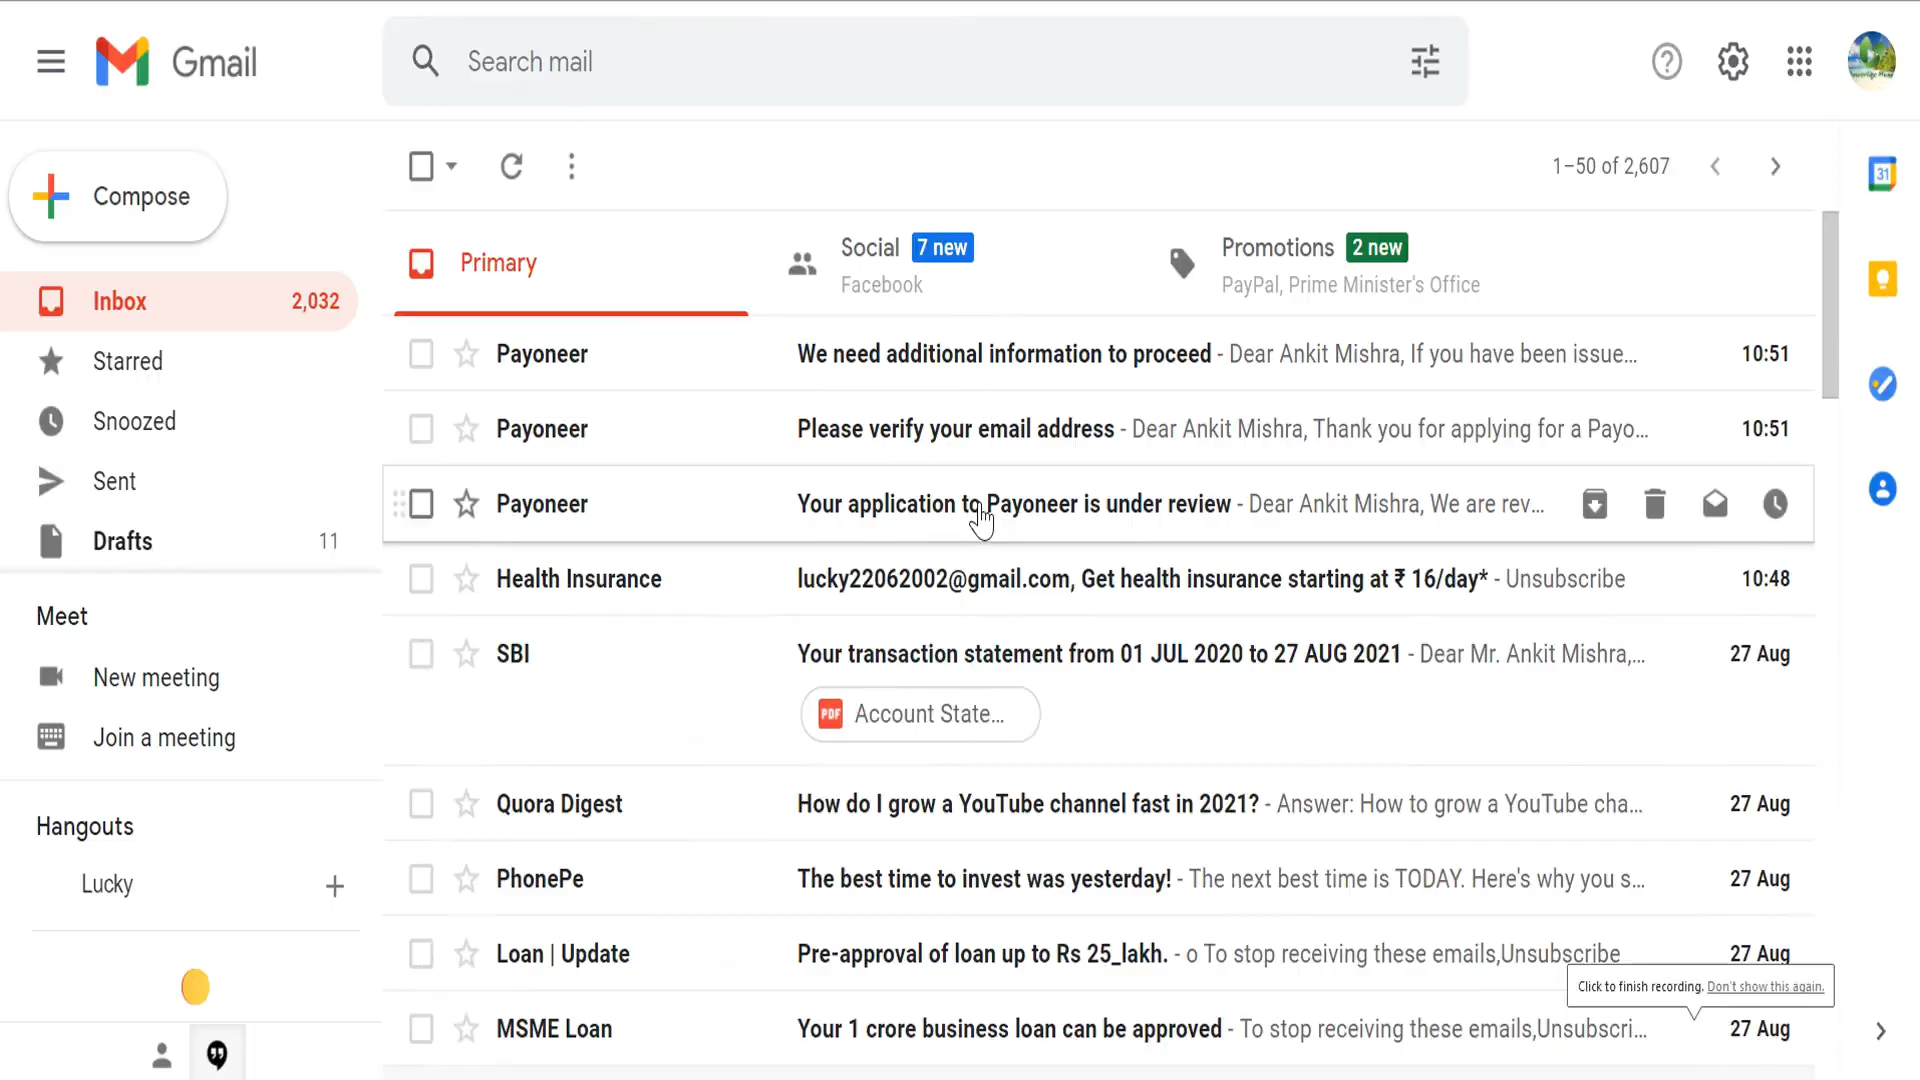 Gmail
Search mail
Compose
1–50 of 2,607
Inbox 2,032
Starred
Snoozed
Sent
Drafts 11
Meet
New meeting
Join a meeting
Hangouts
Lucky
Primary
Social 7 new
Facebook
Promotions 2 new
PayPal, Prime Minister's Office
Payoneer We need additional information to proceed - Dear Ankit Mishra, If you have been issue... 10:51
Payoneer Please verify your email address - Dear Ankit Mishra, Thank you for applying for a Payo... 10:51
Payoneer Your application to Payoneer is under review - Dear Ankit Mishra, We are rev...
Health Insurance lucky22062002@gmail.com, Get health insurance starting at ₹ 16/day* - Unsubscribe 10:48
SBI Your transaction statement from 01 JUL 2020 to 27 AUG 2021 - Dear Mr. Ankit Mishra,... 27 Aug
PDF Account State...
Quora Digest How do I grow a YouTube channel fast in 2021? - Answer: How to grow a YouTube cha... 27 Aug
PhonePe The best time to invest was yesterday! - The next best time is TODAY. Here's why you s... 27 Aug
Loan | Update Pre-approval of loan up to Rs 25_lakh. - o To stop receiving these emails,Unsubscribe 27 Aug
Click to finish recording. Don't show this again.
MSME Loan Your 1 crore business loan can be approved - To stop receiving these emails,Unsubscri... 27 Aug
31